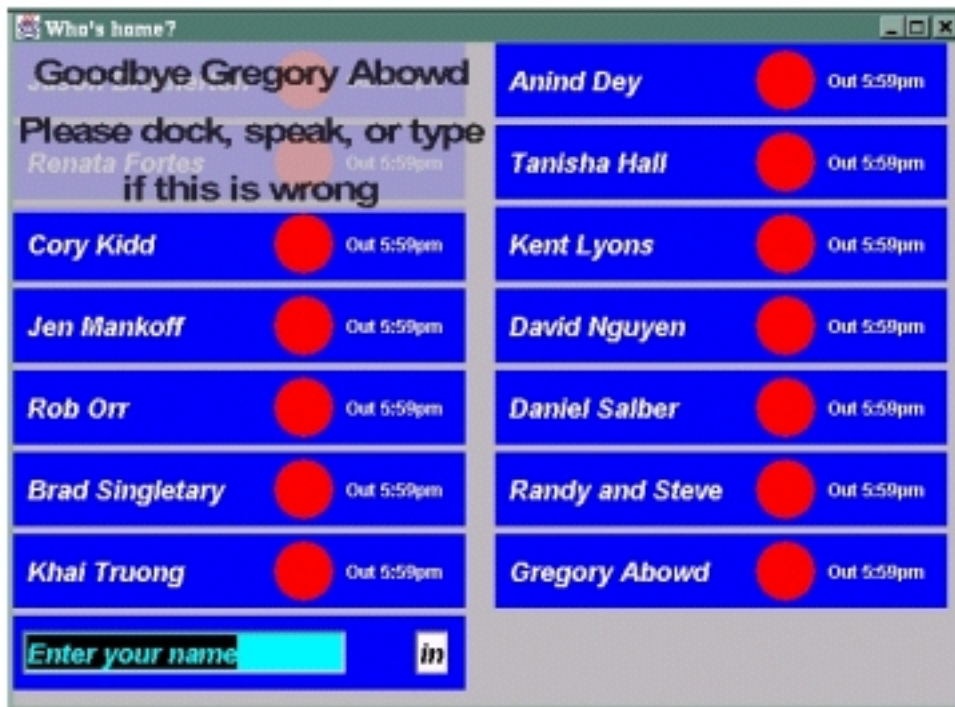 Who's home?
Goodbye Gregory Abowd
Please dock, speak, or type
if this is wrong
Renata Fortes
Cory Kidd Out 5:59pm
Jen Mankoff Out 5:59pm
Rob Orr Out 5:59pm
Brad Singletary Out 5:59pm
Khai Truong Out 5:59pm
Enter your name in
Anind Dey Out 5:59pm
Tanisha Hall Out 5:59pm
Kent Lyons Out 5:59pm
David Nguyen Out 5:59pm
Daniel Salber Out 5:59pm
Randy and Steve Out 5:59pm
Gregory Abowd Out 5:59pm